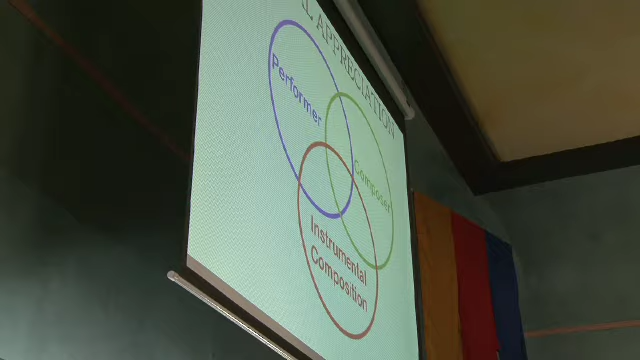 APPRECIATION
Performer
Composer
Instrumental
Composition